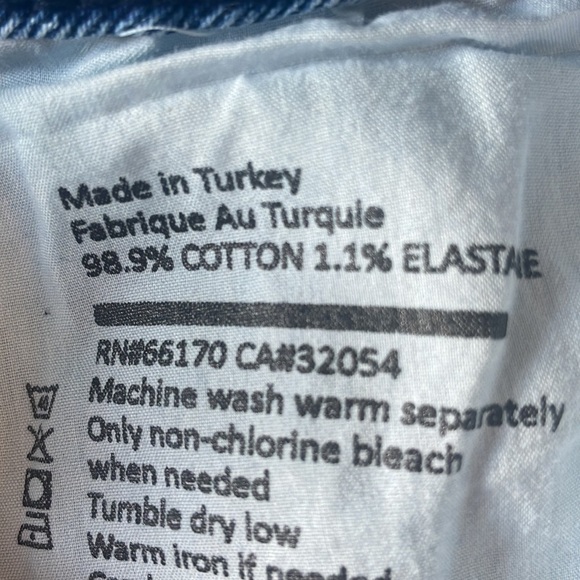 Made in Turkey
Fabrique Au Turquie
98.9% COTTON 1.1% ELASTANE
RN#66170 CA#32054
Machine wash warm separately
Only non-chlorine bleach
when needed
Tumble dry low
Warm iron if needed